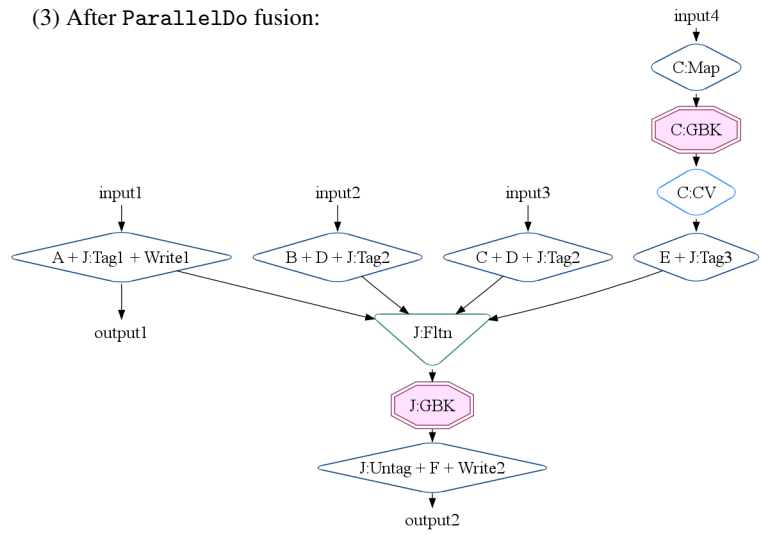 (3) After ParallelDo fusion:
input4
C:Map
C:GBK
C:CV
input1
input2
input3
A + J:Tag1 + Write1
B + D + J:Tag2
C + D + J:Tag2
E + J:Tag3
output1
J:Fltn
J:GBK
J:Untag + F + Write2
output2